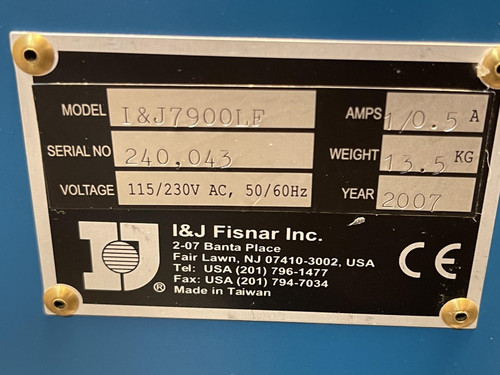 MODEL I&J7900LF AMPS 1/0.5 A
SERIAL NO 240,043 WEIGHT 13.5 KG
VOLTAGE 115/230V AC, 50/60Hz YEAR 2007
IJ ®
I&J Fisnar Inc.
2-07 Banta Place
Fair Lawn, NJ 07410-3002, USA
Tel: USA (201) 796-1477
Fax: USA (201) 794-7034
Made in Taiwan
CE